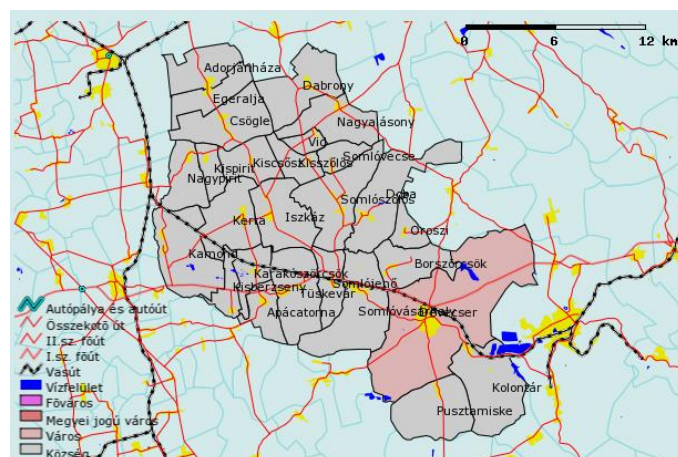 0 6 12 km
Adorjánháza
Dabrony
Egeralja
Csögle
Nagyalásony
Vid
Kiscsősz
Kisszőlős
Somlóvecse
Kispirit
Nagypirit
Doba
Somlószőlős
Iszkáz
Kerta
Oroszi
Kamond
Borszörcsök
Karakószörcsök
Kisberzseny
Somlójenő
Tüskevár
Apácatorna
Somlóvásárhely
Devecser
Kolontár
Pusztamiske
Autópálya és autóút
Összekötő út
II.sz. főút
I.sz. főút
Vasút
Vízfelület
Főváros
Megyei jogú város
Város
Község